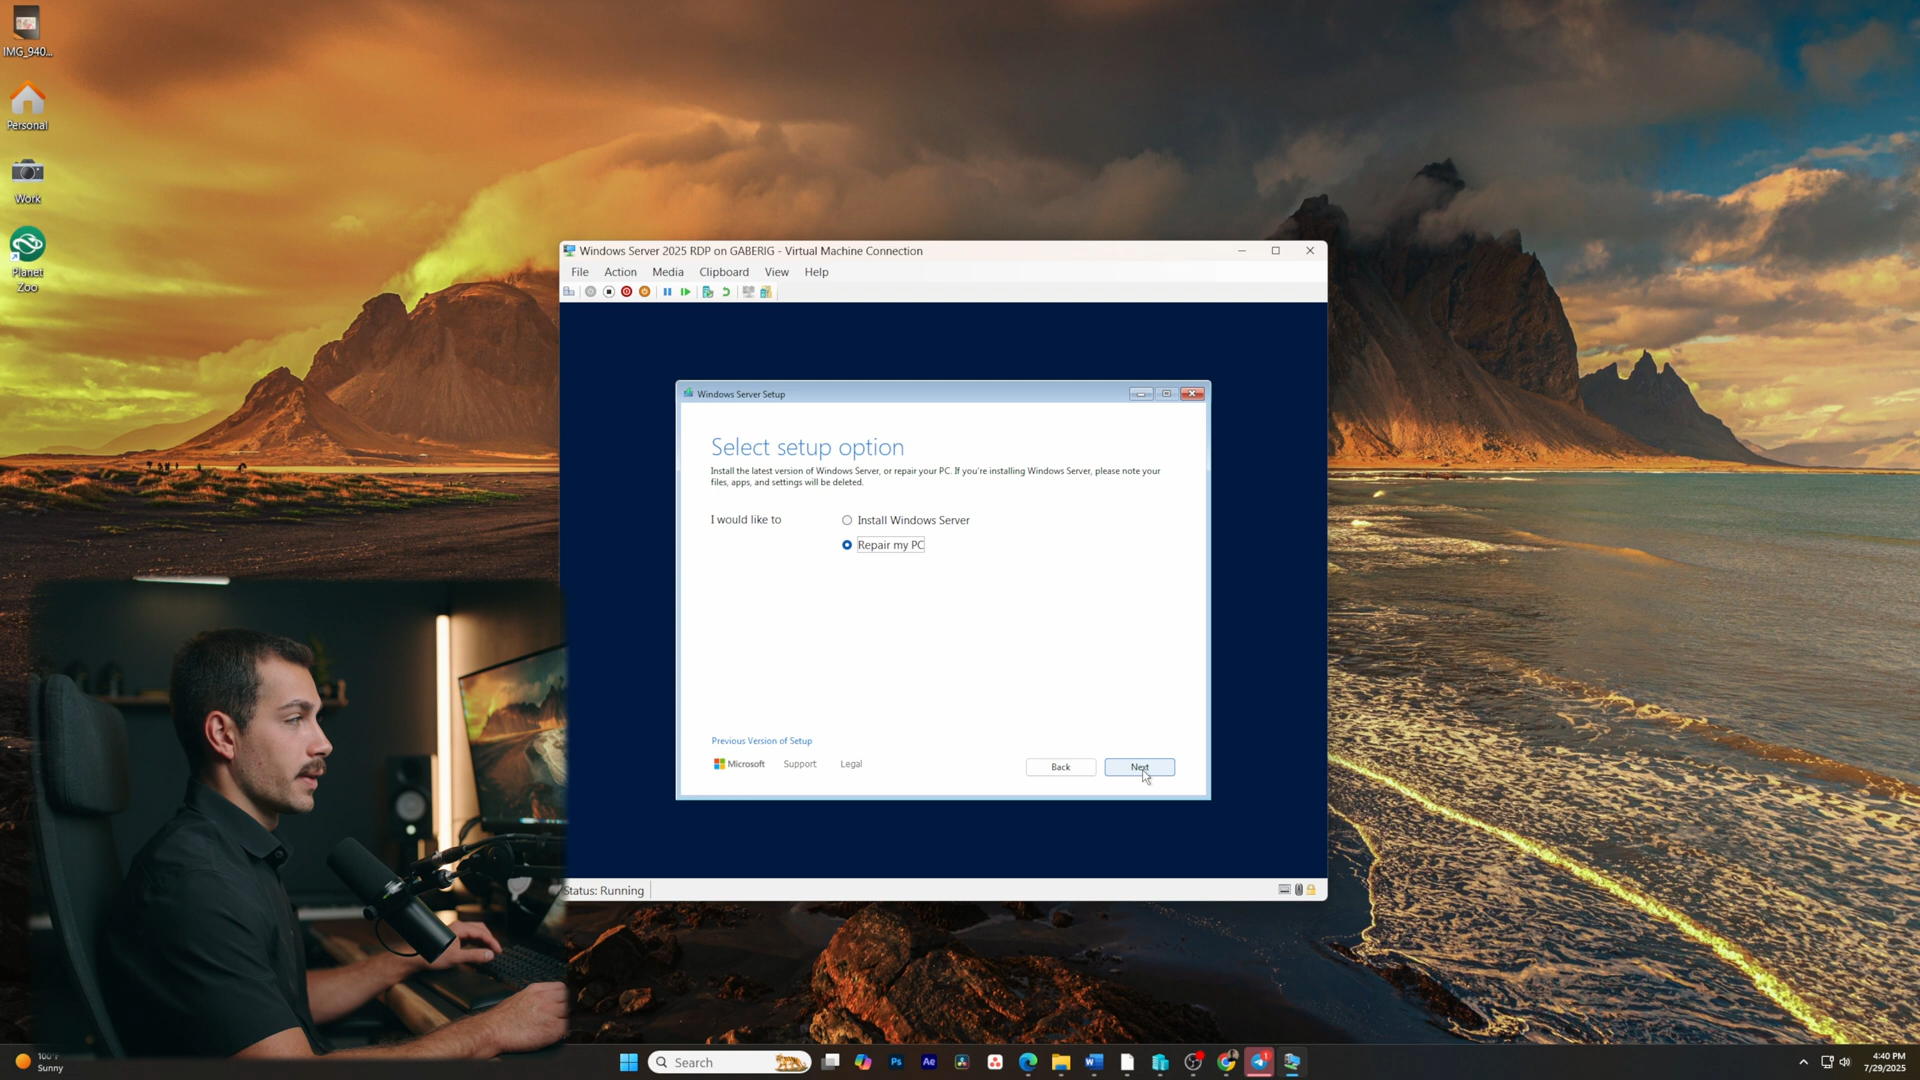 IMG_940...
Personal
Work
Planet
Zoo
Windows Server 2025 RDP on GABERIG - Virtual Machine Connection
File Action Media Clipboard View Help
Windows Server Setup
Select setup option
Install the latest version of Windows Server, or repair your PC. If you're installing Windows Server, please note your
files, apps, and settings will be deleted.
I would like to
Install Windows Server
Repair my PC
Previous Version of Setup
Microsoft Support Legal
Back Next
Status: Running
100°F
Sunny
Search
Ps
Ae
W
1
4:40 PM
7/29/2025